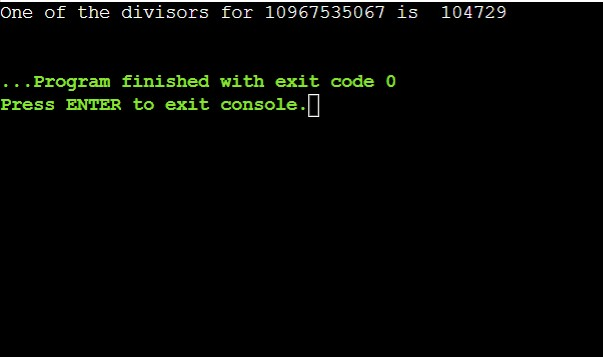 One of the divisors for 10967535067 is  104729
...Program finished with exit code 0
Press ENTER to exit console.